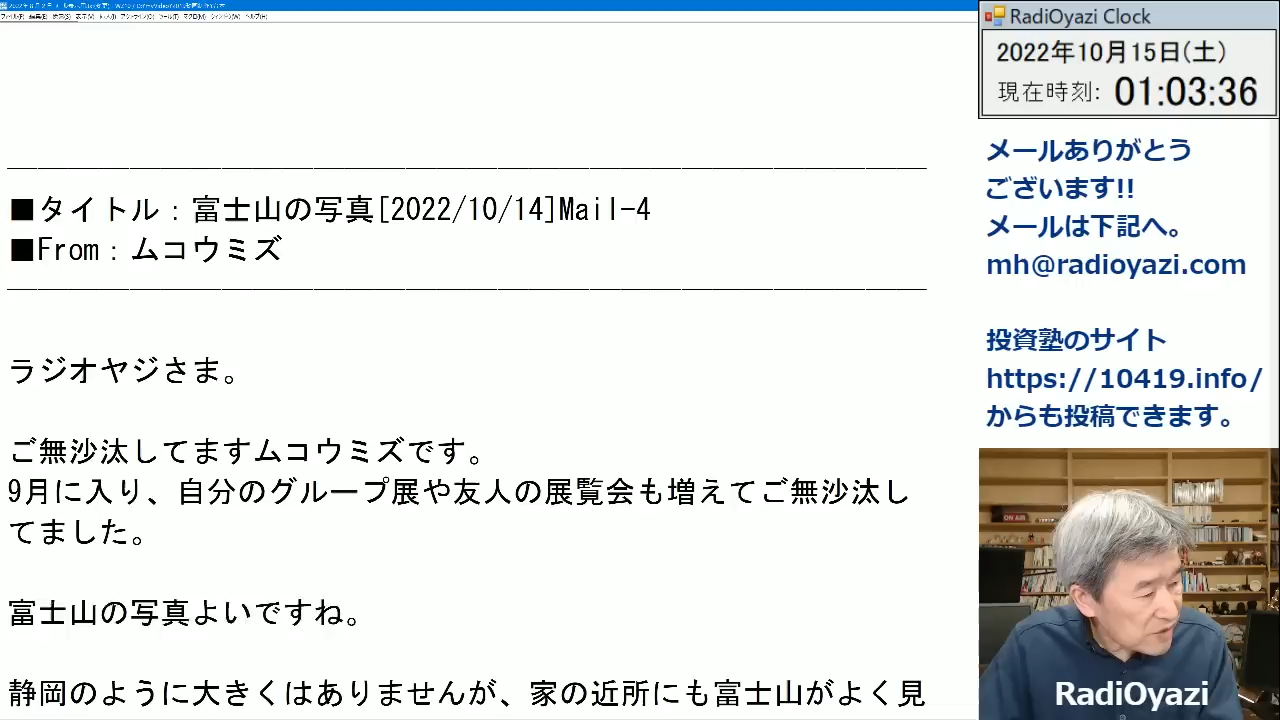 RadiOyazi Clock
2022年10月15日(土)
現在時刻: 01:03:36
■タイトル：富士山の写真[2022/10/14]Mail-4
■From：ムコウミズ
ラジオヤジさま。
ご無沙汰してますムコウミズです。
9月に入り、自分のグループ展や友人の展覧会も増えてご無沙汰し
てました。
富士山の写真よいですね。
静岡のように大きくはありませんが、家の近所にも富士山がよく見
メールありがとう
ございます!!
メールは下記へ。
mh@radioyazi.com
投資塾のサイト
https://10419.info/
からも投稿できます。
ON AIR
RadiOyazi